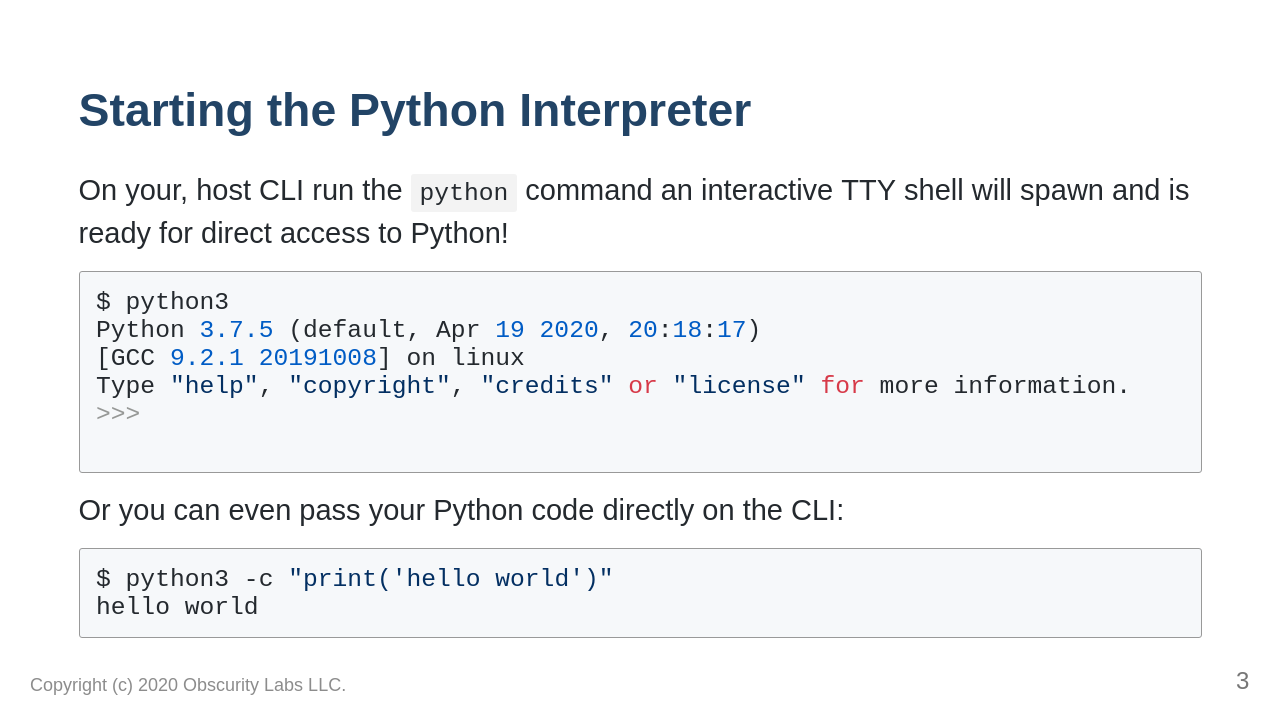 Starting the Python Interpreter
On your, host CLI run the python command an interactive TTY shell will spawn and is
ready for direct access to Python!
$ python3
Python 3.7.5 (default, Apr 19 2020, 20:18:17)
[GCC 9.2.1 20191008] on linux
Type "help", "copyright", "credits" or "license" for more information.
>>>
Or you can even pass your Python code directly on the CLI:
$ python3 -c "print('hello world')"
hello world
Copyright (c) 2020 Obscurity Labs LLC.
3